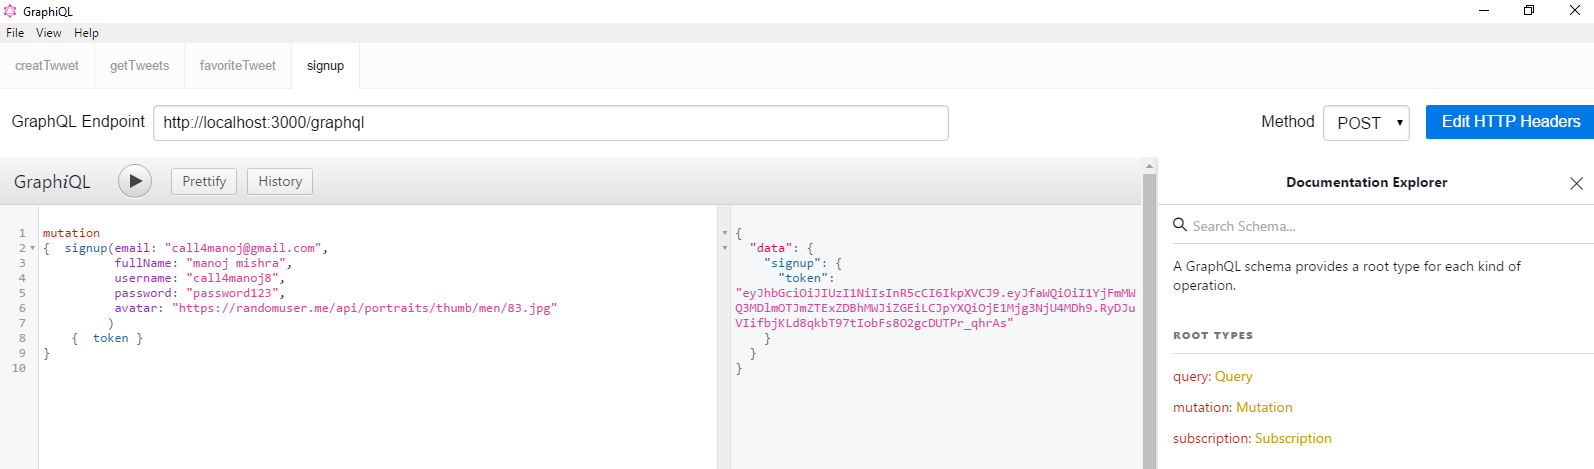 GraphiQL
File View Help
creatTwwet getTweets favoriteTweet signup
GraphQL Endpoint http://localhost:3000/graphql Method POST Edit HTTP Headers
GraphiQL Prettify History
Documentation Explorer
Search Schema...
A GraphQL schema provides a root type for each kind of
operation.
ROOT TYPES
query: Query
mutation: Mutation
subscription: Subscription
1 mutation
2 { signup(email: "call4manoj@gmail.com",
3 fullName: "manoj mishra",
4 username: "call4manoj8",
5 password: "password123",
6 avatar: "https://randomuser.me/api/portraits/thumb/men/83.jpg"
7 )
8 { token }
9 }
10
{
"data": {
"signup": {
"token":
"eyJhbGciOiJIUzI1NiIsInR5cCI6IkpXVCJ9.eyJfaWQiOiI1YjFmMW
Q3MDlmOTJmZTExZDBhMWJiZGEiLCJpYXQiOjE1Mjg3NjU4MDh9.RyDJu
VIifbjKLd8qkbT97tIobFs8O2gcDUTPr_qhrAs"
}
}
}